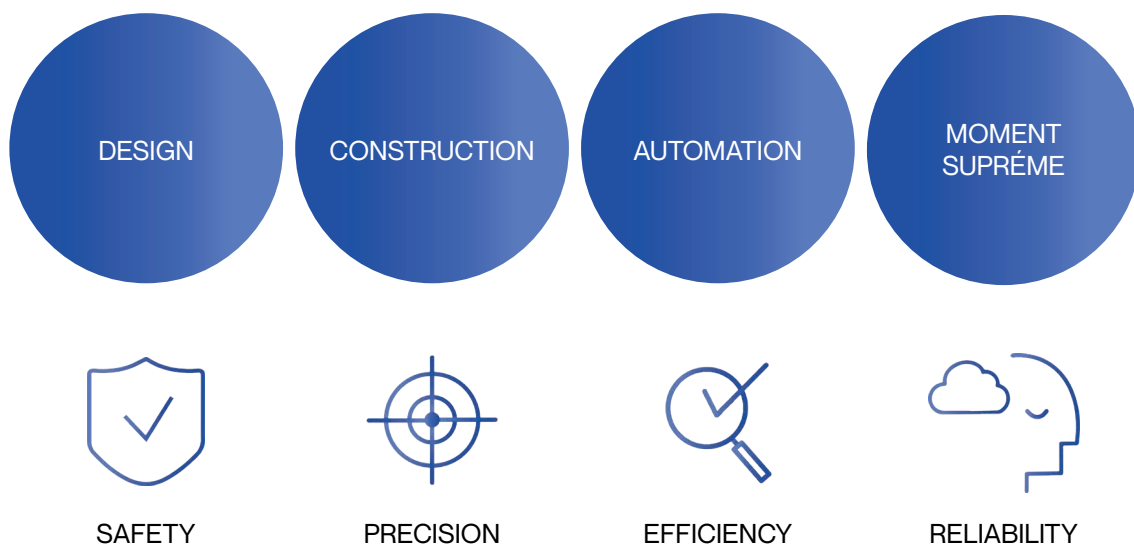 DESIGN
CONSTRUCTION
AUTOMATION
MOMENT
SUPRÉME
SAFETY
PRECISION
EFFICIENCY
RELIABILITY